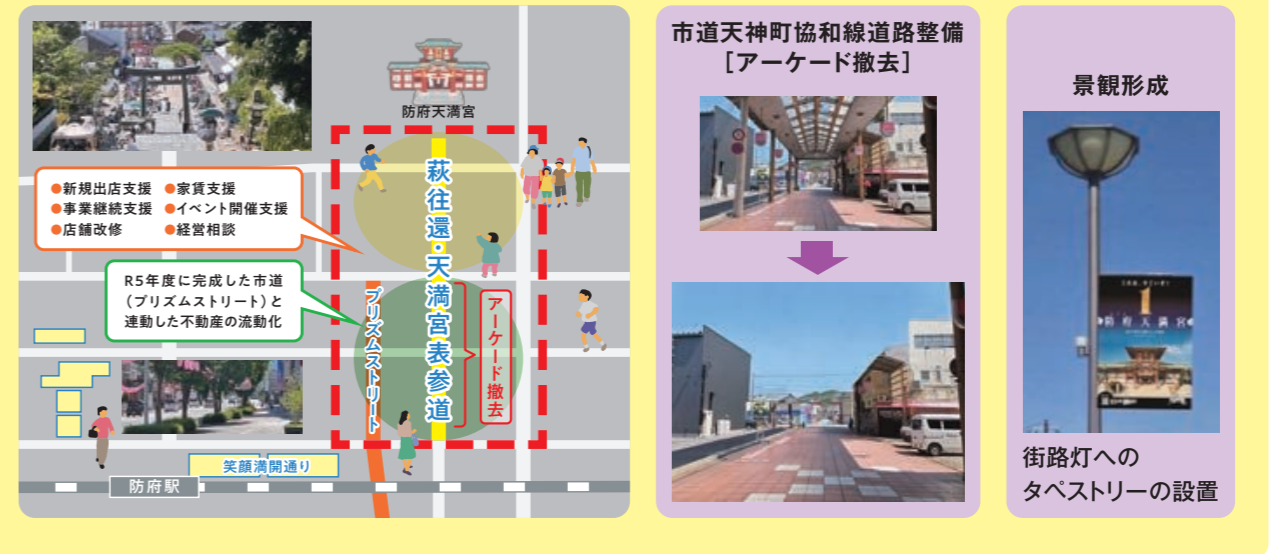 防府天満宮
●新規出店支援 ●家賃支援
●事業継続支援 ●イベント開催支援
●店舗改修 ●経営相談
R5年度に完成した市道
（プリズムストリート）と
連動した不動産の流動化
萩往還・天満宮表参道
プリズムストリート
アーケード撤去
笑顔満開通り
防府駅
市道天神町協和線道路整備
［アーケード撤去］
景観形成
1
防府天満宮
街路灯への
タペストリーの設置